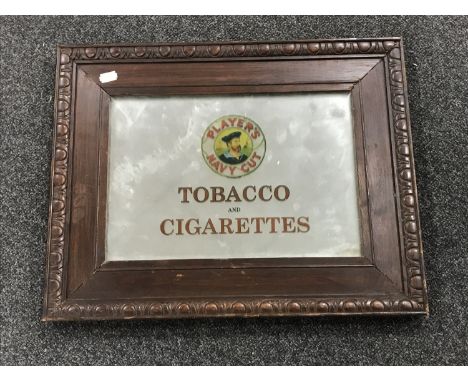 PLAYER'S
NAVY CUT
TOBACCO
AND
CIGARETTES